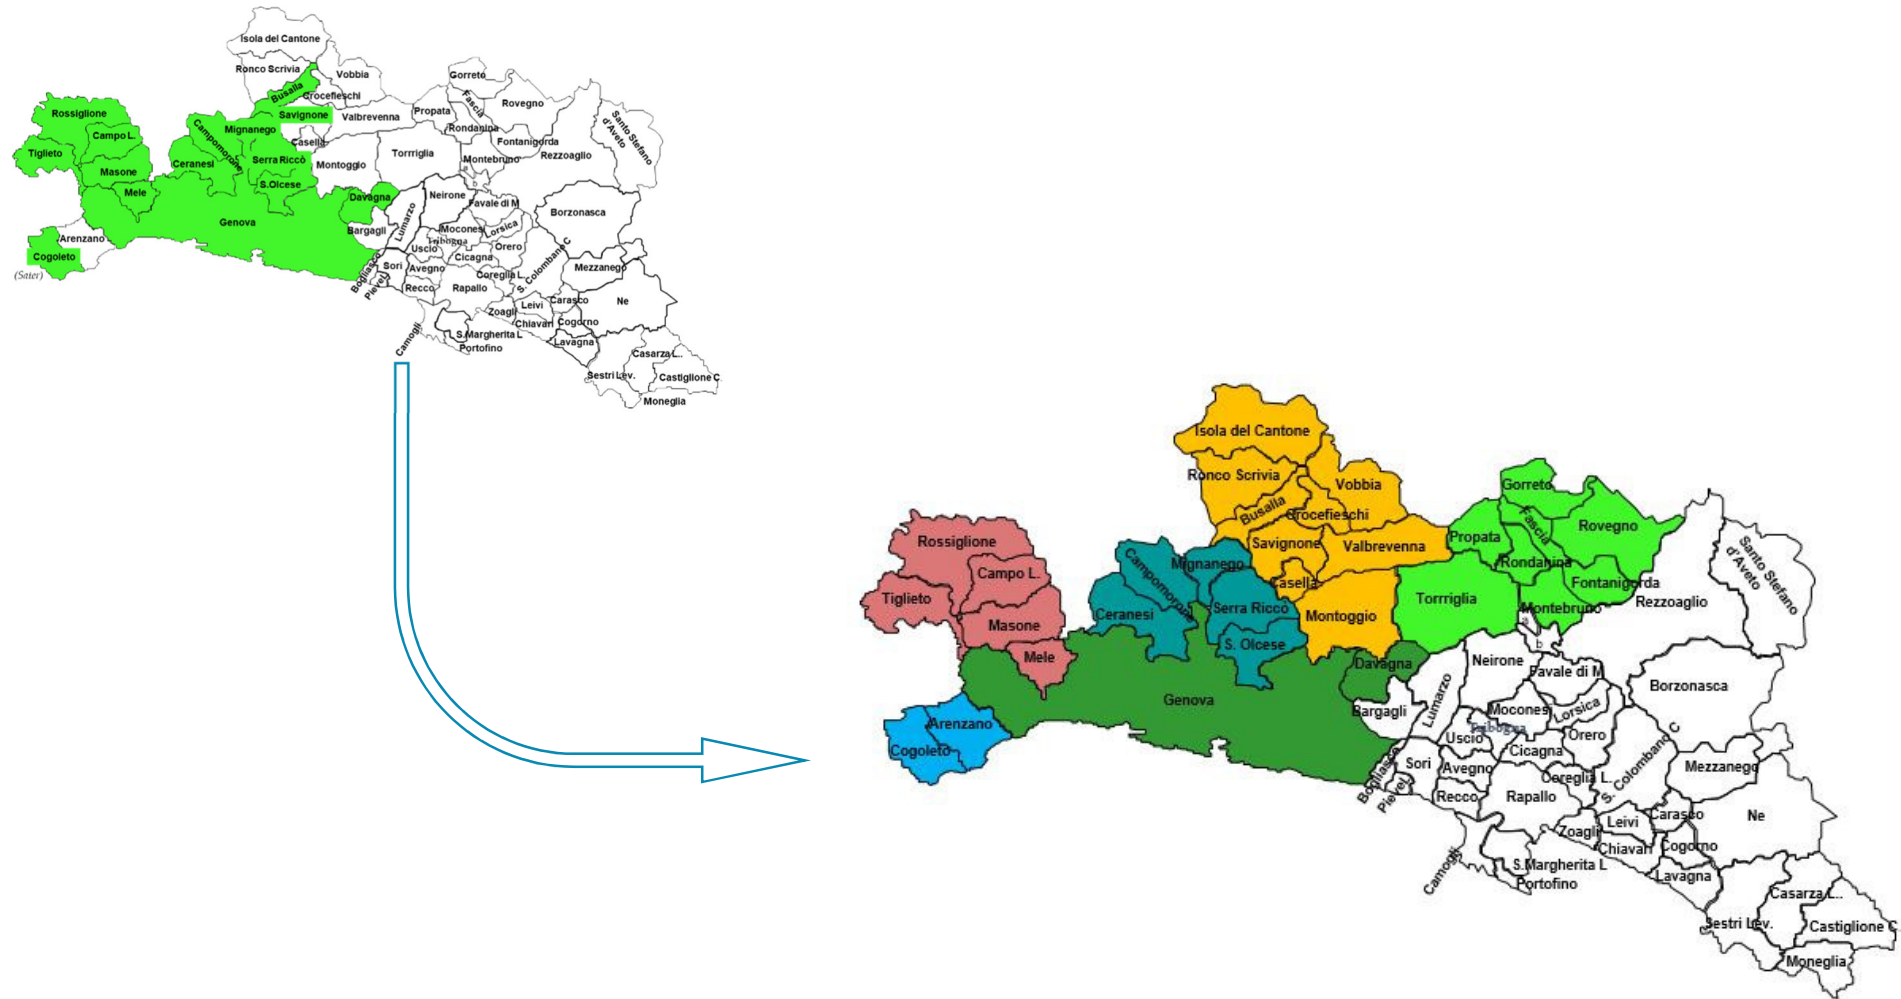 Isola del Cantone
Ronco Scrivia
Vobbia
Busalla
Crocefieschi
Savignone
Valbrevenna
Gorreto
Fascia
Rovegno
Propata
Rondanina
Fontanigorda
Montebruno
Rezzoaglio
Santo Stefano
d'Aveto
Rossiglione
Campo L.
Tiglieto
Masone
Mele
Campomorone
Mignanego
Ceranesi
Serra Riccò
S.Olcese
Casella
Montoggio
Torrriglia
a
b
Davagna
Genova
Bargagli
Lumarzo
Neirone
Favale di M
Moconesi
Lorsica
Tribogna
Borzonasca
Arenzano
Cogoleto
(Sater)
Uscio
Orero
Cicagna
Bogliasco
Pieve L
Sori
Avegno
Coreglia L.
S. Colombano C
Mezzanego
Recco
Rapallo
Zoagli
Leivi
Carasco
Ne
Chiavari
Cogorno
Camogli
S.Margherita L
Portofino
Lavagna
Casarza L..
Sestri Lev.
Castiglione C.
Moneglia
Isola del Cantone
Ronco Scrivia
Vobbia
Busalla
Crocefieschi
Savignone
Valbrevenna
Casella
Montoggio
Gorreto
Fascia
Rovegno
Propata
Rondanina
Fontanigorda
Torrriglia
Montebruno
Rezzoaglio
Santo Stefano
d'Aveto
a
b
Rossiglione
Campo L.
Tiglieto
Masone
Mele
Campomorone
Mignanego
Ceranesi
Serra Riccò
S. Olcese
Davagna
Genova
Bargagli
Lumarzo
Neirone
Favale di M
Moconesi
Lorsica
Tribogna
Borzonasca
Arenzano
Cogoleto
Uscio
Orero
Cicagna
Bogliasco
Pieve L
Sori
Avegno
Coreglia L.
S. Colombano C
Mezzanego
Recco
Rapallo
Zoagli
Leivi
Carasco
Ne
Chiavari
Cogorno
Camogli
S.Margherita L
Portofino
Lavagna
Casarza L..
Sestri Lev.
Castiglione C
Moneglia